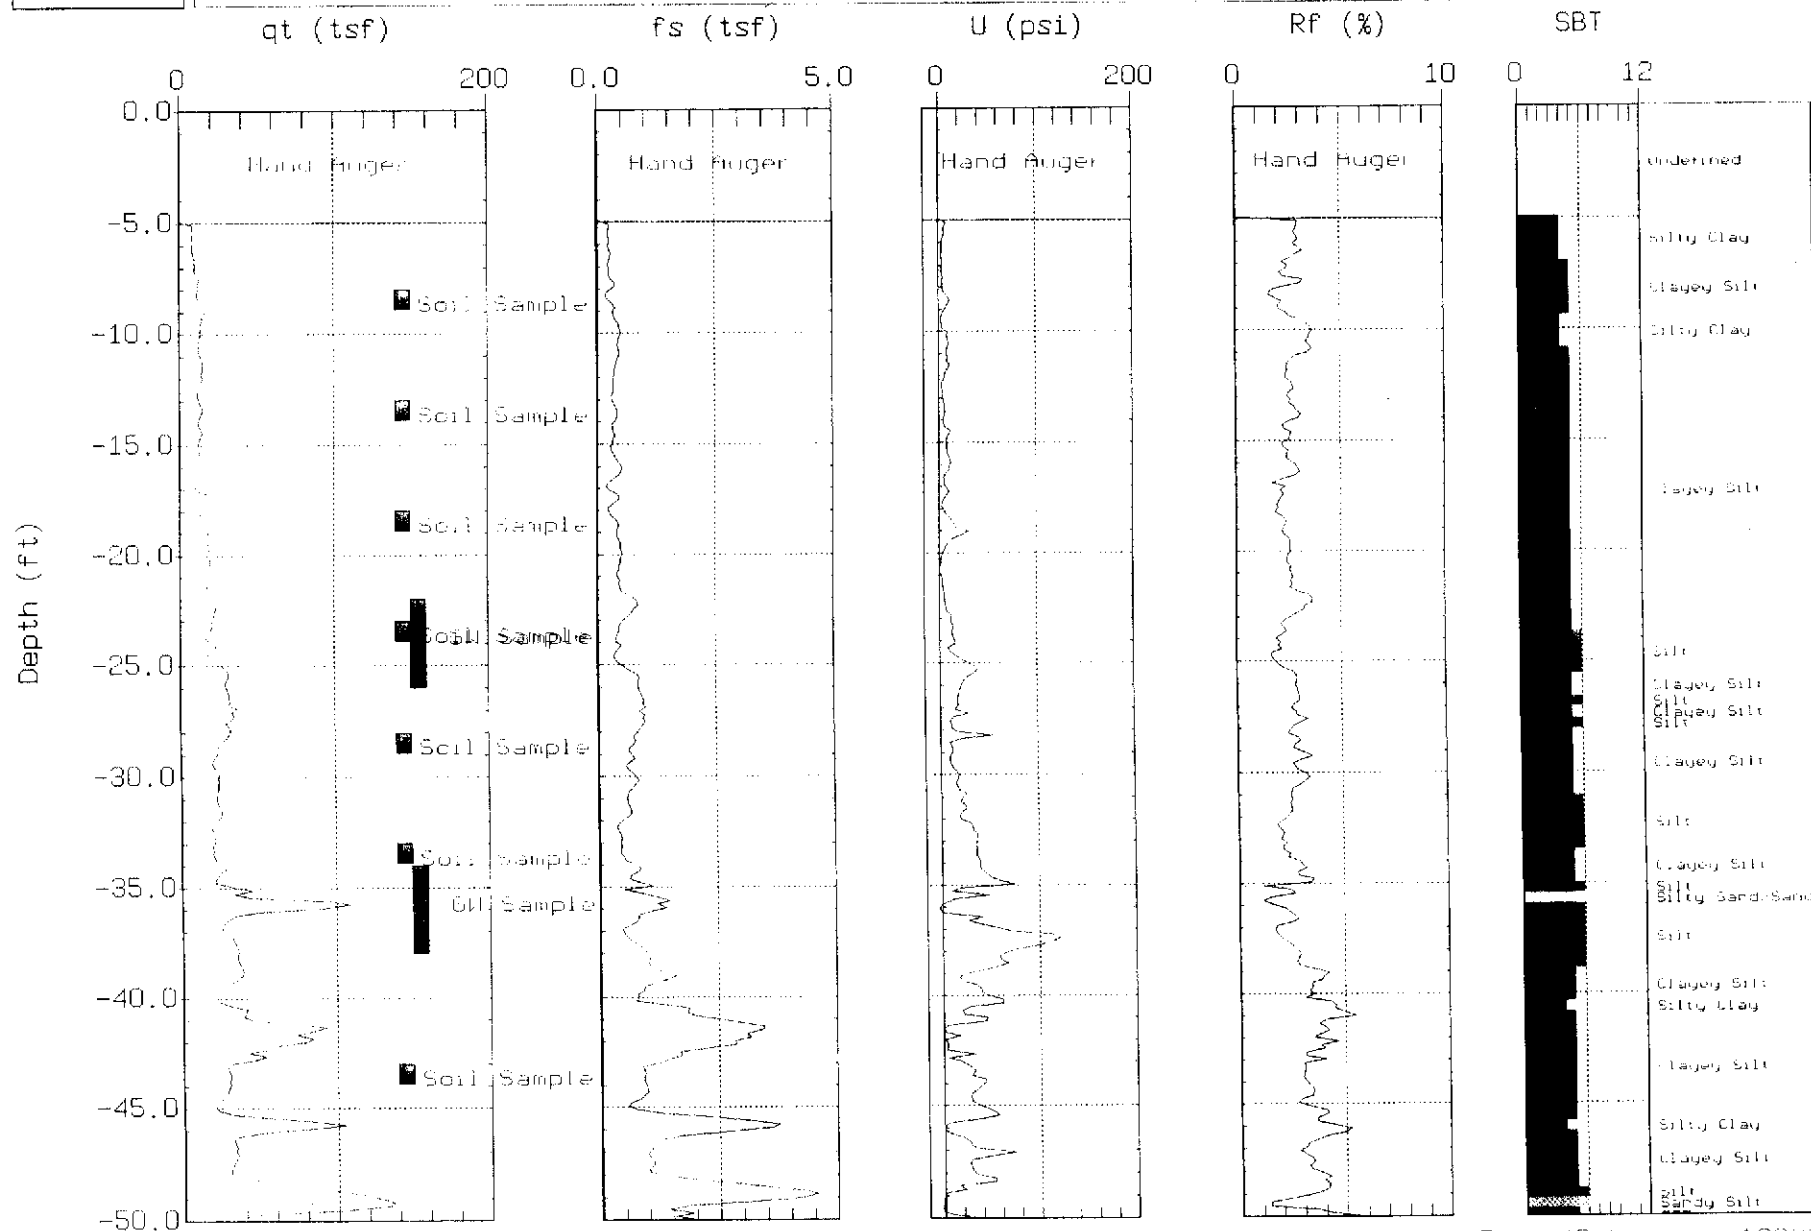 qt (tsf) fs (tsf) U (psi) Rf (%) SBT
0 200 0.0 5.0 0 200 0 10 0 12
0.0
Hand Auger Hand Auger Hand Auger Hand Auger Undefined
-5.0
Silty Clay
Soil Sample Clayey Silt
-10.0 Silty Clay
Soil Sample
-15.0
Clayey Silt
Soil Sample
-20.0
Depth (ft)
Soil Sample
GW Sample
Silt
-25.0
Clayey Silt
Silt
Clayey Silt
Silt
Soil Sample
Clayey Silt
-30.0
Silt
Soil Sample Clayey Silt
-35.0 Silt
GW Sample Silty Sand/Sand
Silt
Clayey Silt
-40.0 Silty Clay
Soil Sample Clayey Silt
-45.0
Silty Clay
Clayey Silt
Silt
Sandy Silt
-50.0